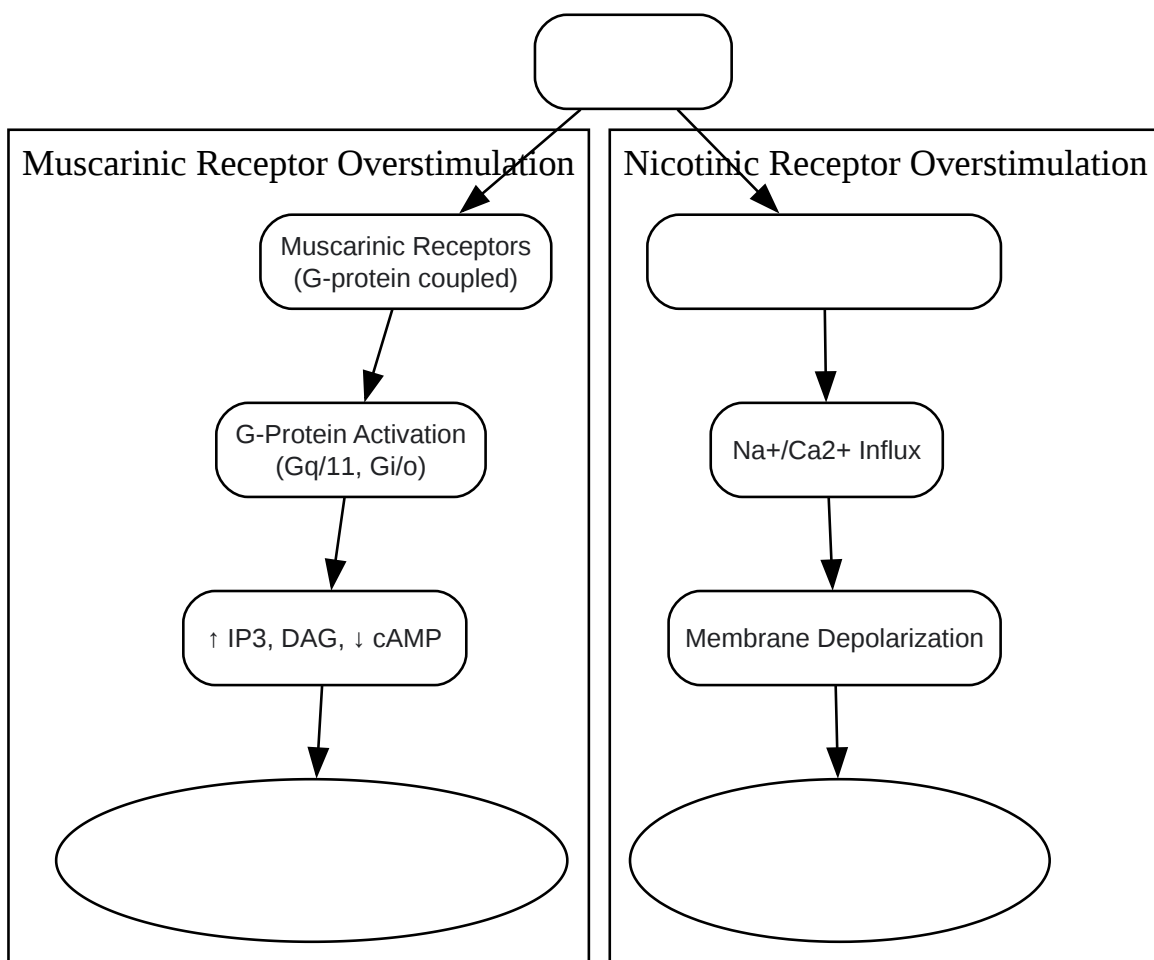 Muscarinic Receptor Overstimulation
Muscarinic Receptors
(G-protein coupled)
G-Protein Activation
(Gq/11, Gi/o)
↑ IP3, DAG, ↓ cAMP
Nicotinic Receptor Overstimulation
Na+/Ca2+ Influx
Membrane Depolarization